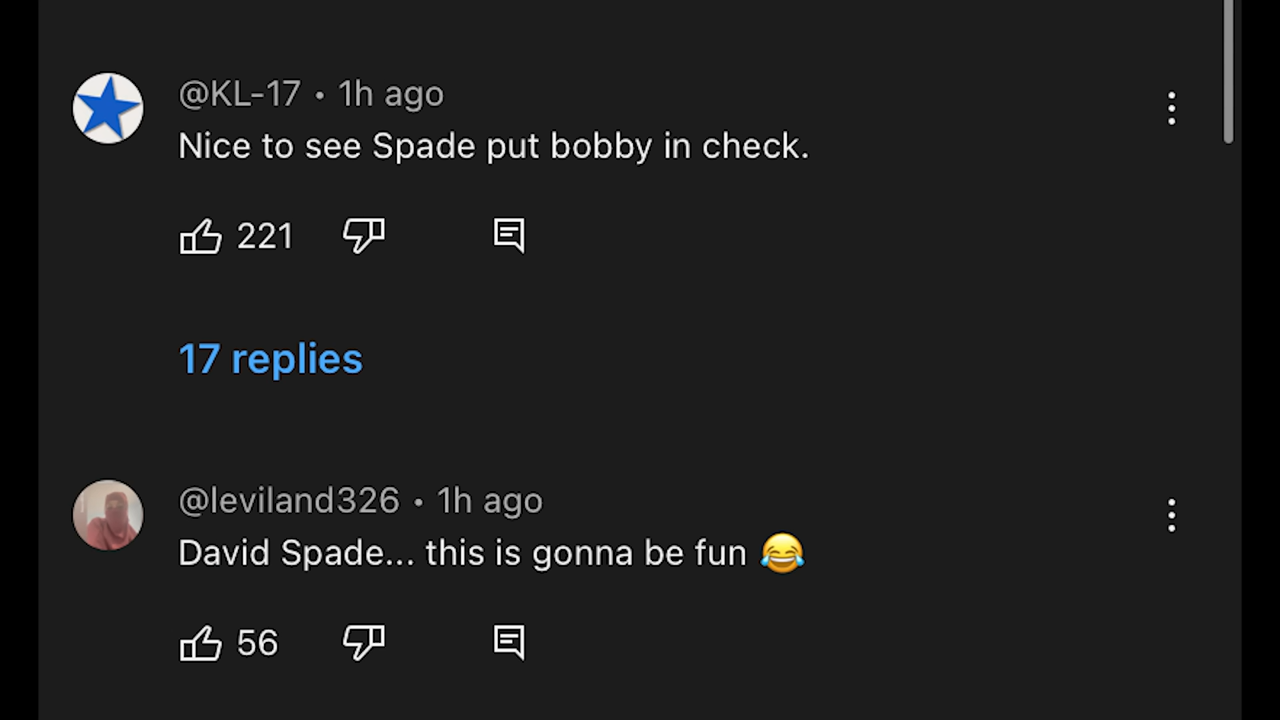 @KL-17 • 1h ago
Nice to see Spade put bobby in check.
221
17 replies
@leviland326 • 1h ago
David Spade... this is gonna be fun 😂
56